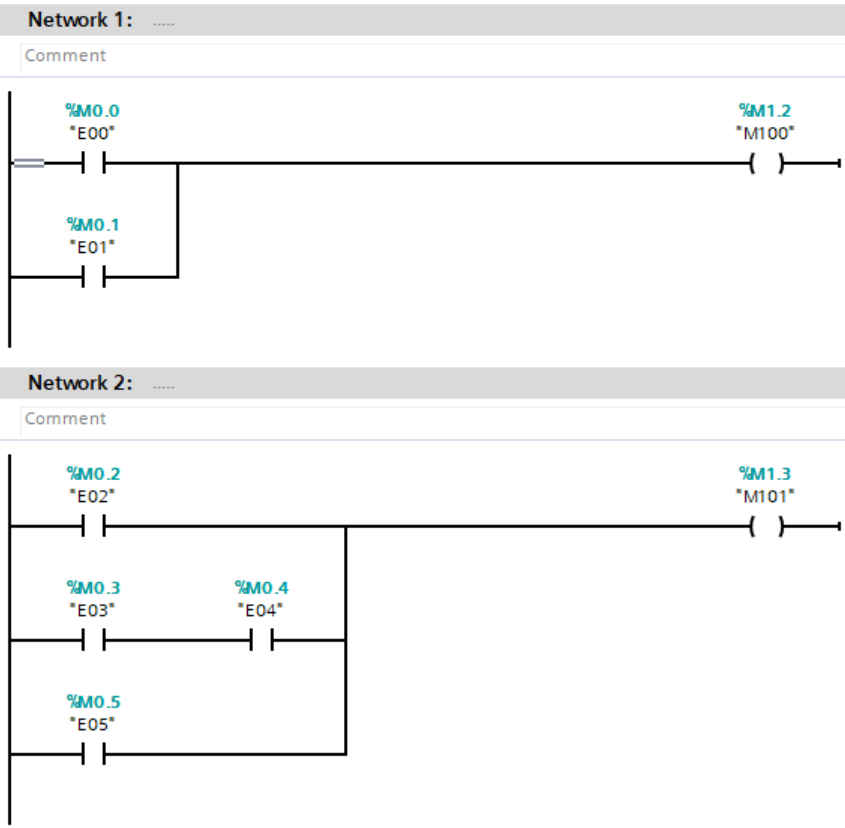 Network 1: .....
Comment
%M0.0 %M1.2
"E00" "M100"
%M0.1
"E01"
Network 2: .....
Comment
%M0.2 %M1.3
"E02" "M101"
%M0.3 %M0.4
"E03" "E04"
%M0.5
"E05"